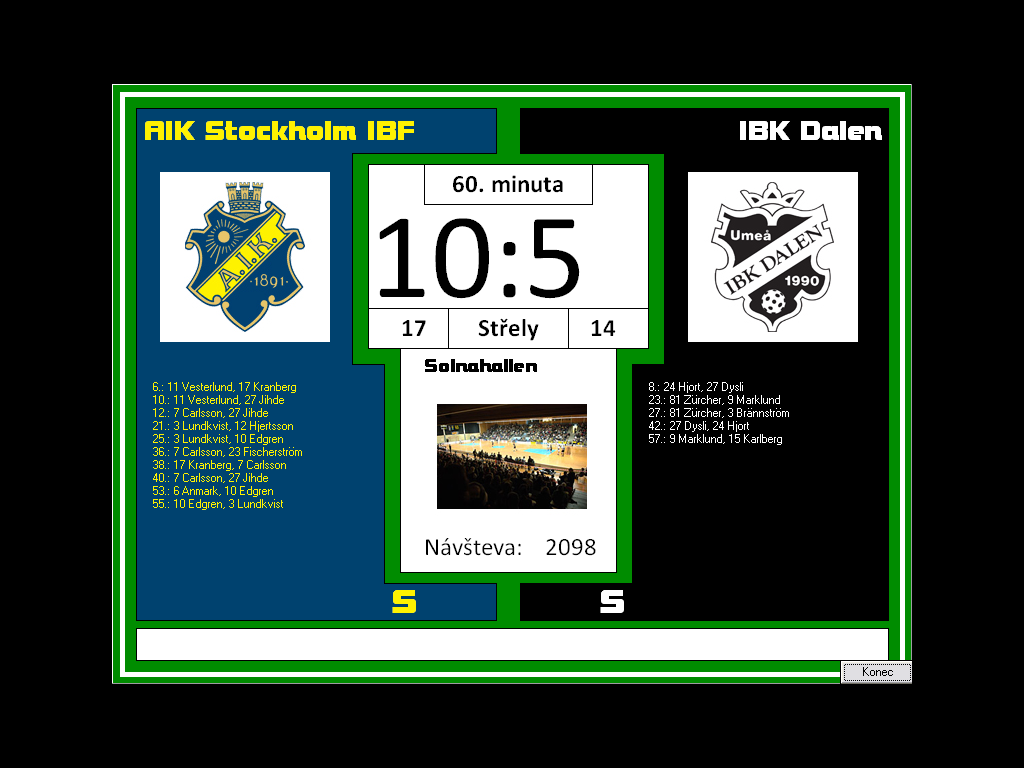 AIK Stockholm IBF
IBK Dalen
60. minuta
10:5
17 Střely 14
A.I.K.
·1891·
Umeå
IBK DALEN
1990
Solnahallen
6.: 11 Vesterlund, 17 Kranberg
10.: 11 Vesterlund, 27 Jihde
12.: 7 Carlsson, 27 Jihde
21.: 3 Lundkvist, 12 Hjertsson
25.: 3 Lundkvist, 10 Edgren
36.: 7 Carlsson, 23 Fischerström
38.: 17 Kranberg, 7 Carlsson
40.: 7 Carlsson, 27 Jihde
53.: 6 Anmark, 10 Edgren
55.: 10 Edgren, 3 Lundkvist
8.: 24 Hjort, 27 Dysli
23.: 81 Zürcher, 9 Marklund
27.: 81 Zürcher, 3 Brännström
42.: 27 Dysli, 24 Hjort
57.: 9 Marklund, 15 Karlberg
Návšteva: 2098
S
S
Konec